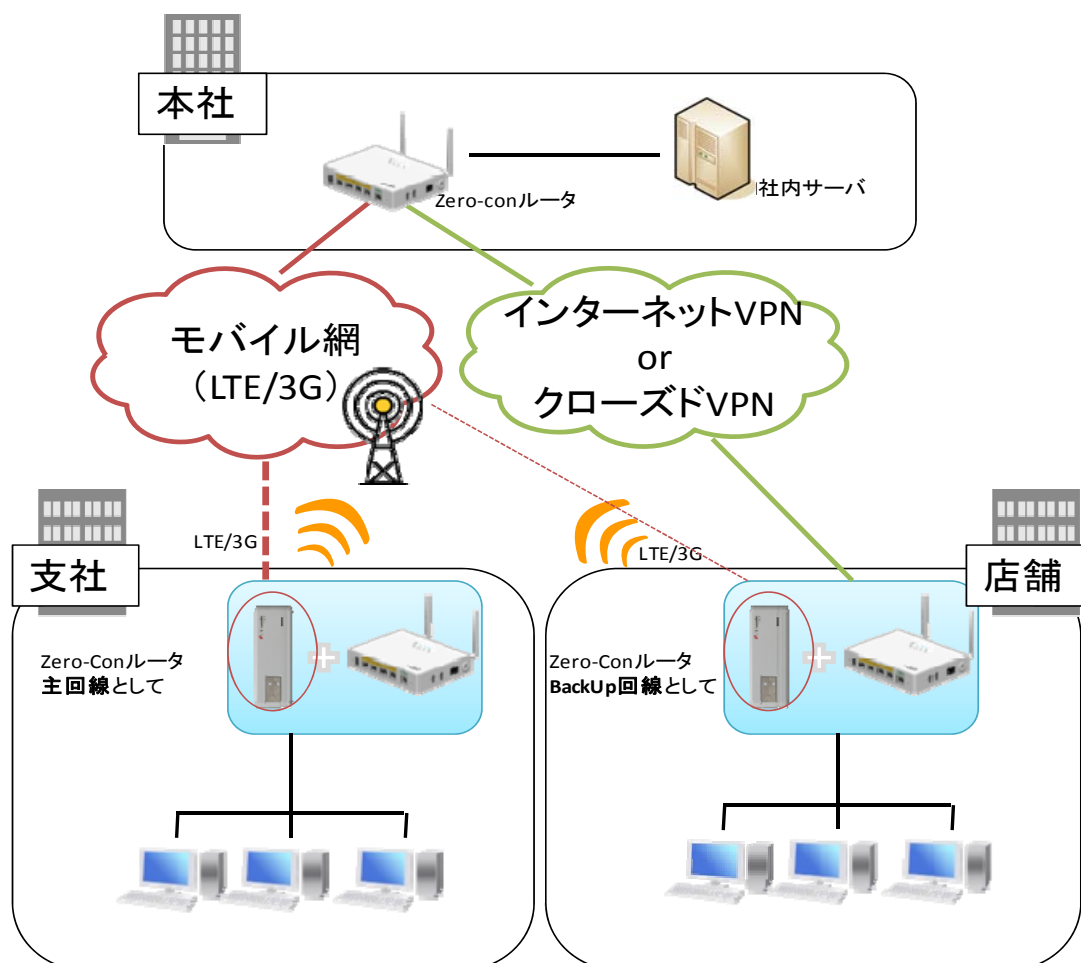 本社
Zero-conルータ
社内サーバ
モバイル網
（LTE/3G）
インターネットVPN
or
クローズドVPN
LTE/3G
LTE/3G
支社
店舗
Zero-Conルータ
主回線として
Zero-Conルータ
BackUp回線として